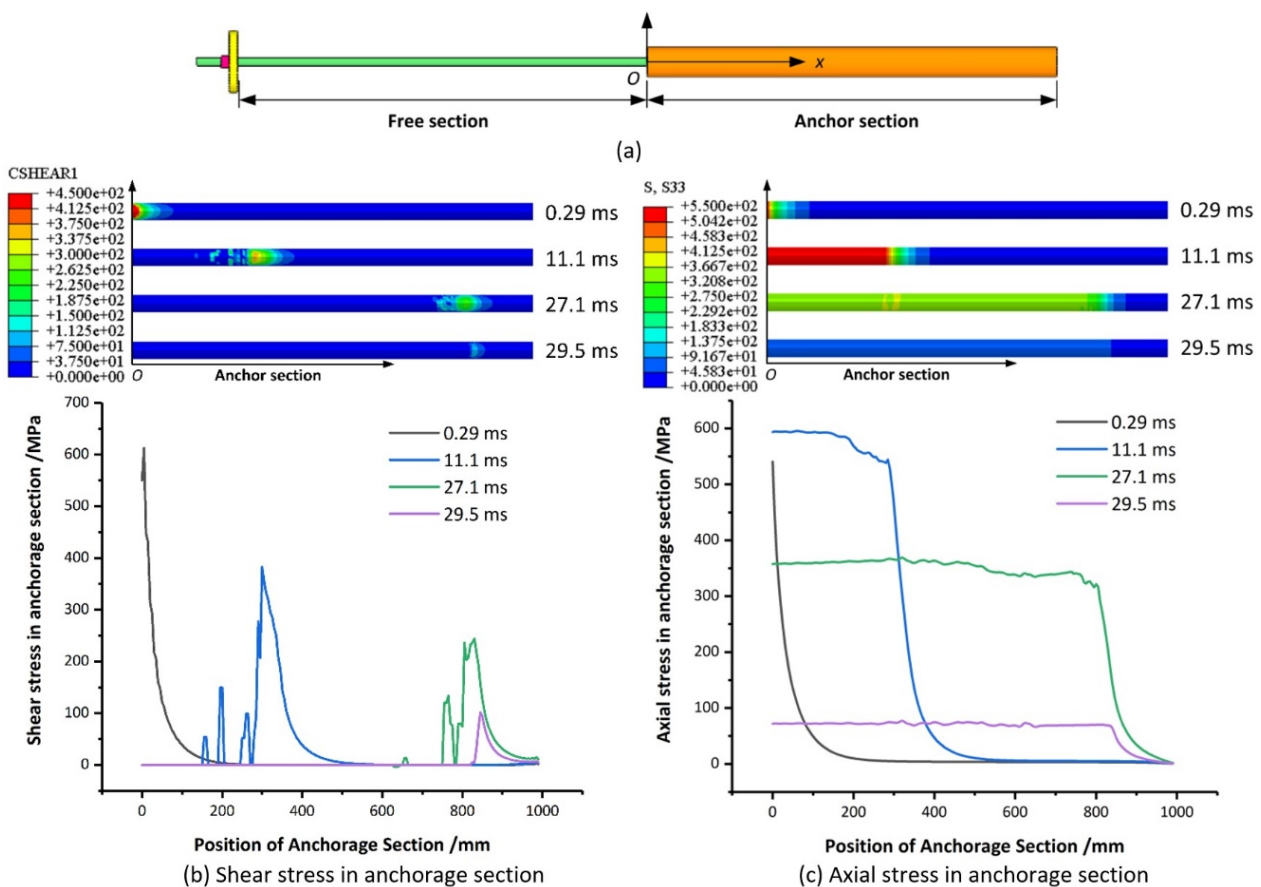 O
x
Free section
Anchor section
(a)
CSHEAR1
+4.500e+02
+4.125e+02
+3.750e+02
+3.375e+02
+3.000e+02
+2.625e+02
+2.250e+02
+1.875e+02
+1.500e+02
+1.125e+02
+7.500e+01
+3.750e+01
+0.000e+00
0.29 ms
11.1 ms
27.1 ms
29.5 ms
O
Anchor section
S, S33
+5.500e+02
+5.042e+02
+4.583e+02
+4.125e+02
+3.667e+02
+3.208e+02
+2.750e+02
+2.292e+02
+1.833e+02
+1.375e+02
+9.167e+01
+4.583e+01
+0.000e+00
0.29 ms
11.1 ms
27.1 ms
29.5 ms
O
Anchor section
Shear stress in anchorage section /MPa
700
600
500
400
300
200
100
0
0.29 ms
11.1 ms
27.1 ms
29.5 ms
0 200 400 600 800 1000
Position of Anchorage Section /mm
(b) Shear stress in anchorage section
Axial stress in anchorage section /MPa
600
500
400
300
200
100
0
0.29 ms
11.1 ms
27.1 ms
29.5 ms
0 200 400 600 800 1000
Position of Anchorage Section /mm
(c) Axial stress in anchorage section